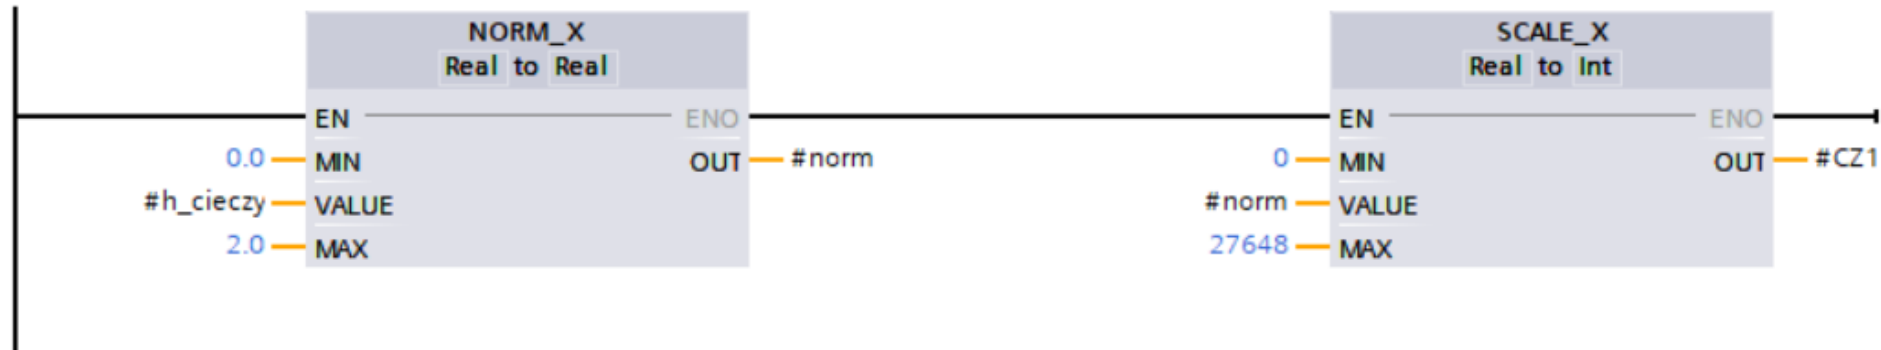 NORM_X
Real to Real
EN ENO
0.0 MIN OUT #norm
#h_cieczy VALUE
2.0 MAX
SCALE_X
Real to Int
EN ENO
0 MIN OUT #CZ1
#norm VALUE
27648 MAX